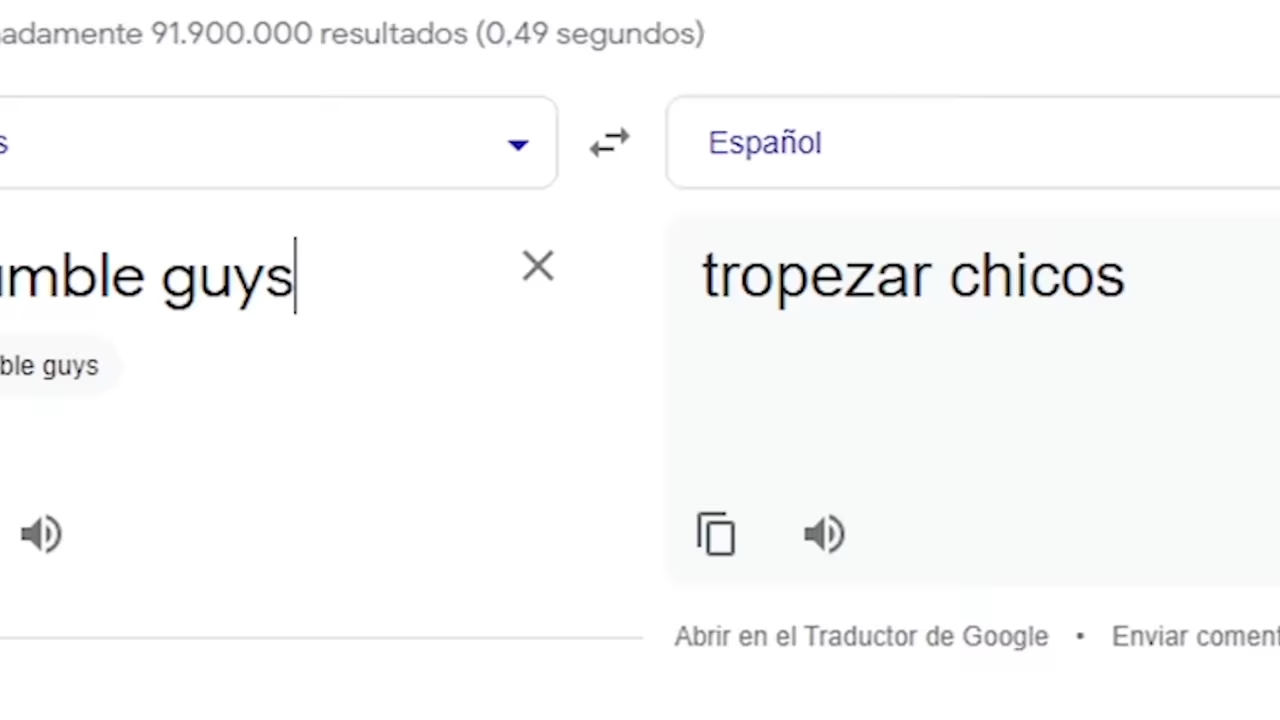 adamente 91.900.000 resultados (0,49 segundos)
s
Español
umble guys
tropezar chicos
ble guys
Abrir en el Traductor de Google • Enviar coment